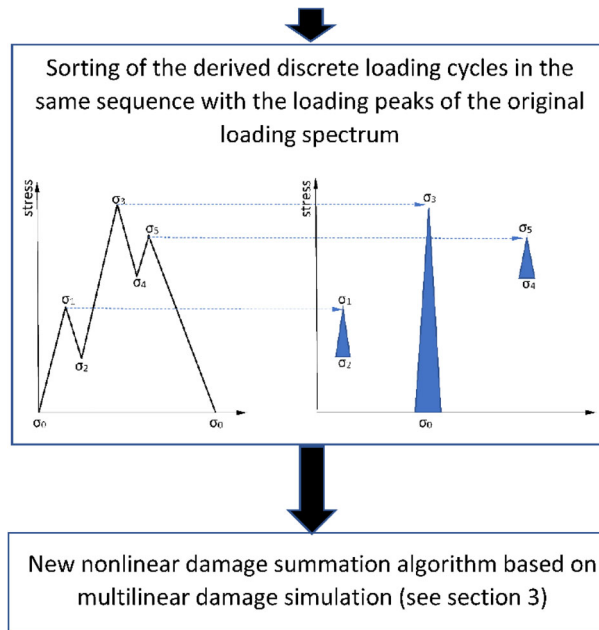 Sorting of the derived discrete loading cycles in the
same sequence with the loading peaks of the original
loading spectrum
stress
σ3
σ5
σ4
σ1
σ2
σ0
σ0
stress
σ3
σ5
σ4
σ1
σ2
σ0
New nonlinear damage summation algorithm based on
multilinear damage simulation (see section 3)